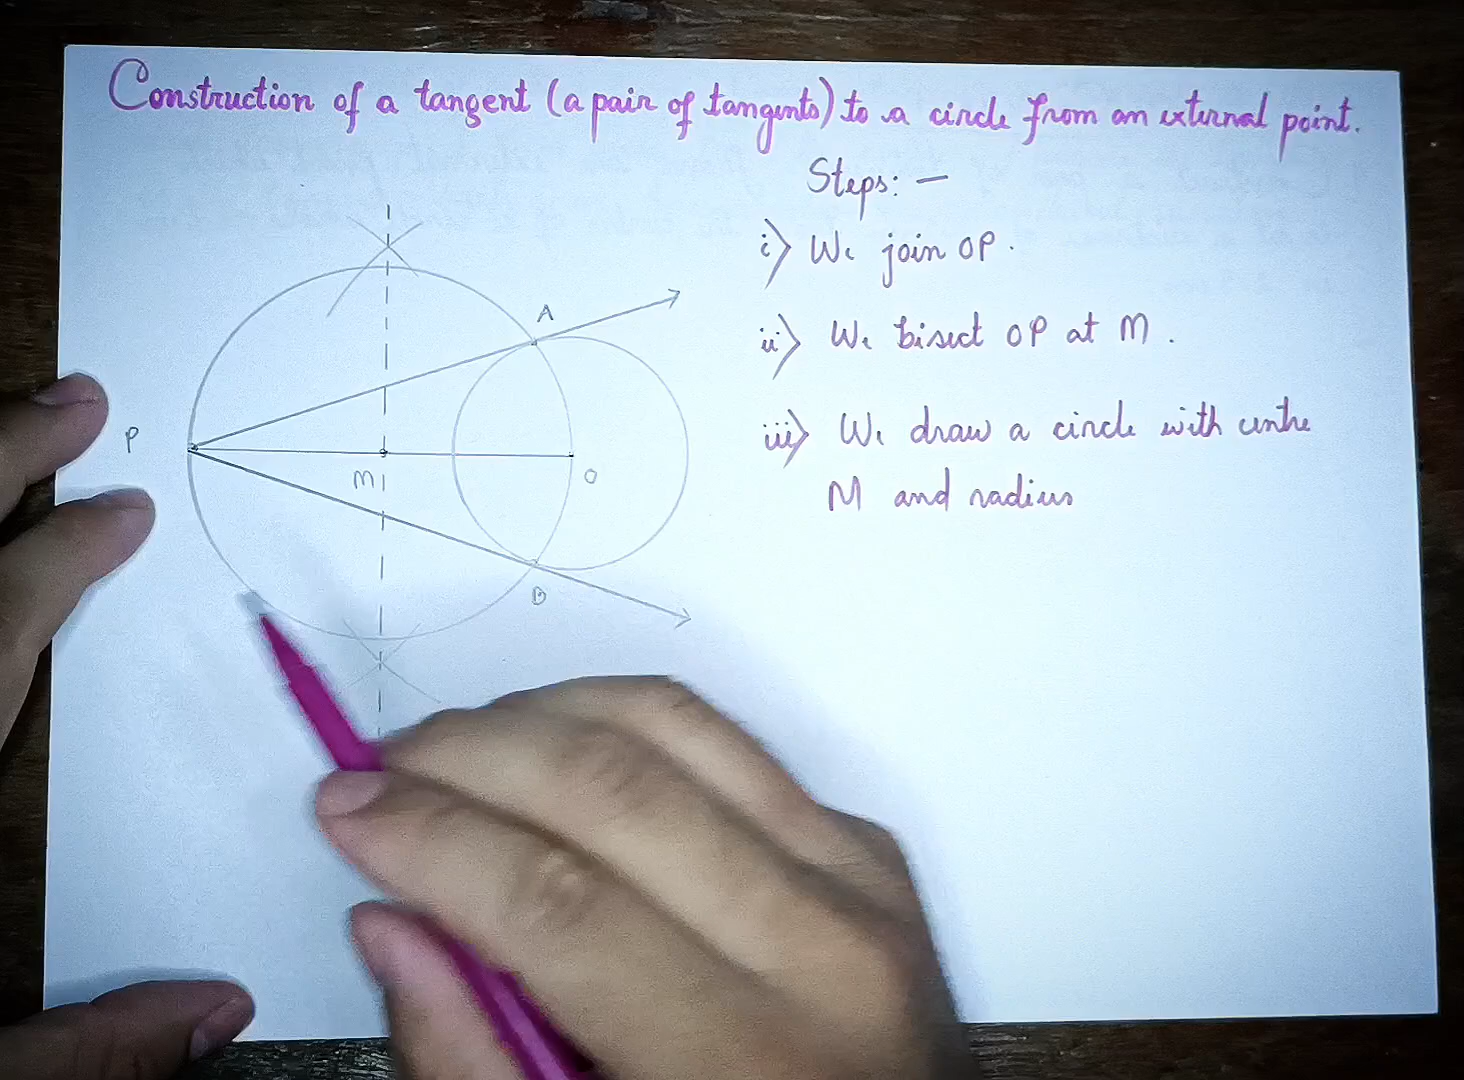 Construction of a tangent (a pair of tangents) to a circle from an external point.
Steps: —
i) We join OP.
ii) We bisect OP at M.
iii) We draw a circle with centre
M and radius
A
P
M
O
B